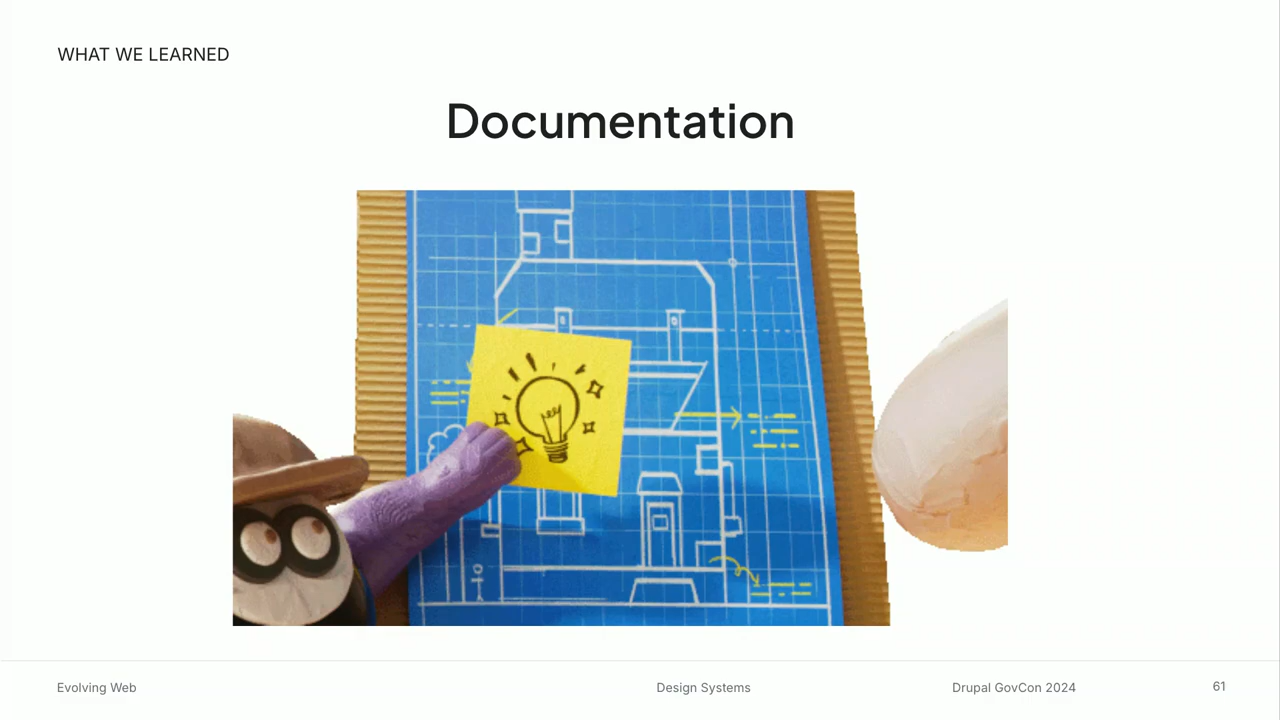 WHAT WE LEARNED
Documentation
Evolving Web
Design Systems
Drupal GovCon 2024
61